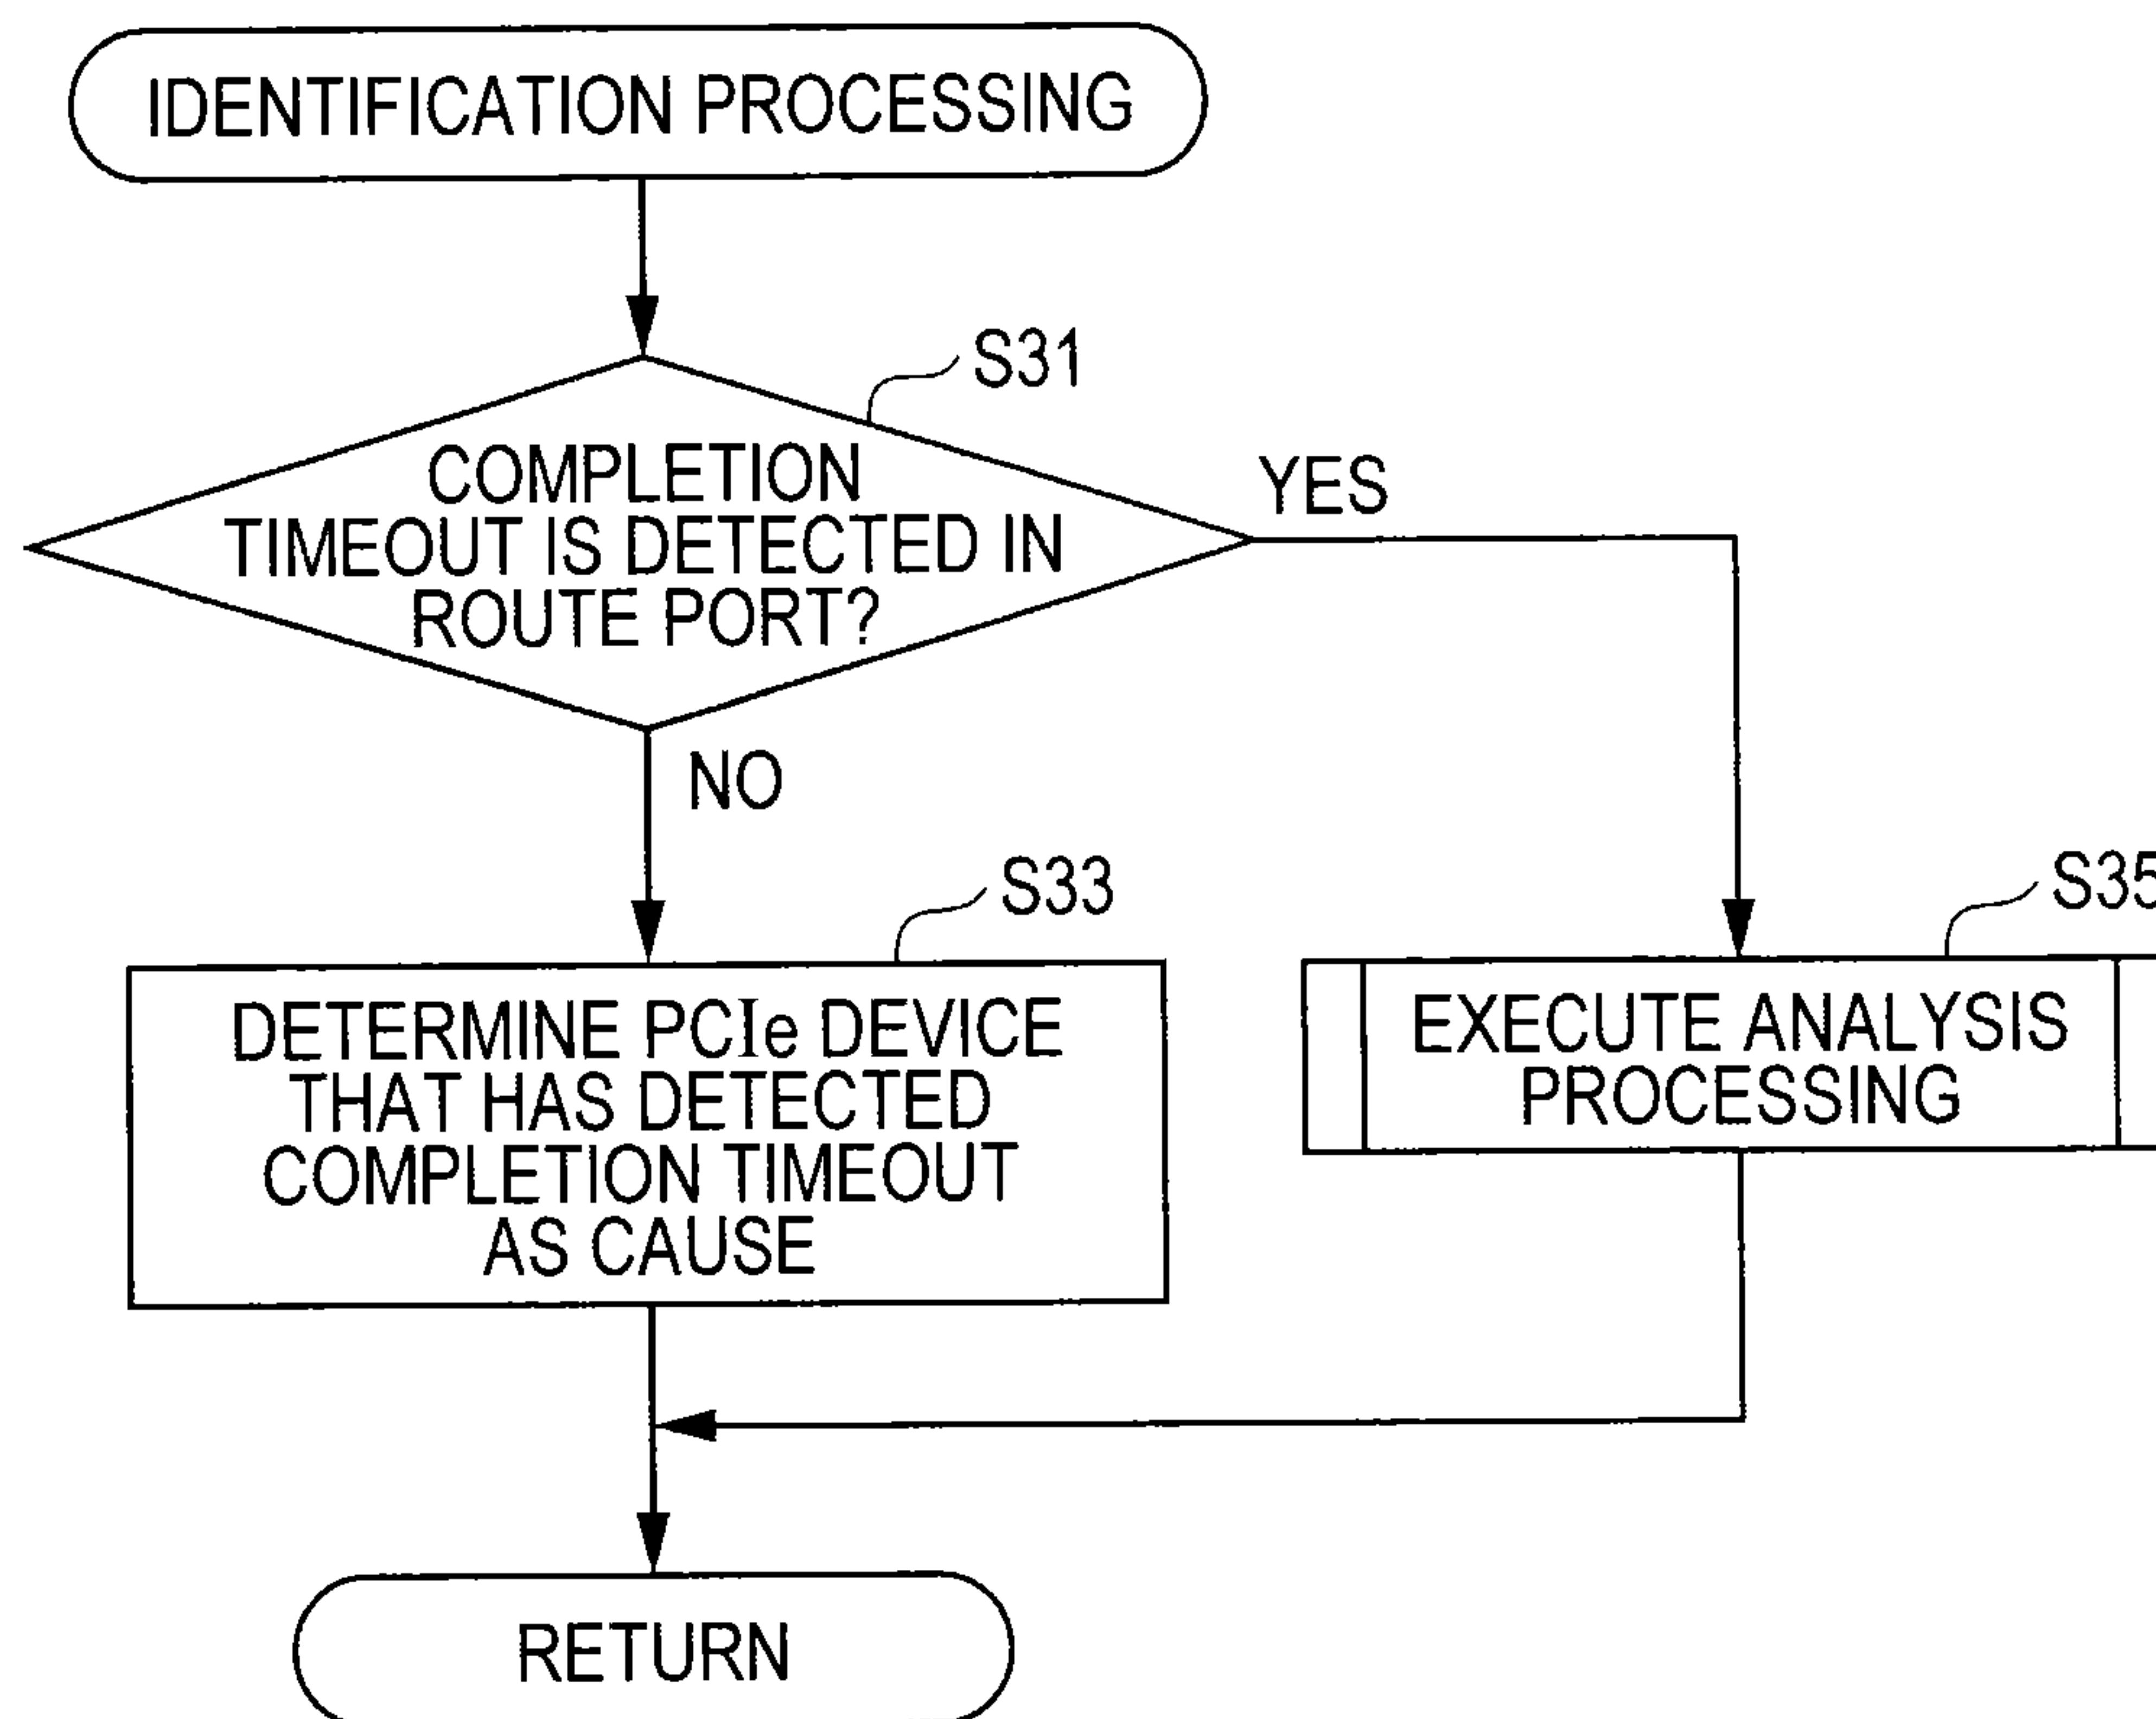 IDENTIFICATION PROCESSING
S31
COMPLETION
TIMEOUT IS DETECTED IN
ROUTE PORT?
YES
NO
S33
S35
DETERMINE PCIe DEVICE
THAT HAS DETECTED
COMPLETION TIMEOUT
AS CAUSE
EXECUTE ANALYSIS
PROCESSING
RETURN